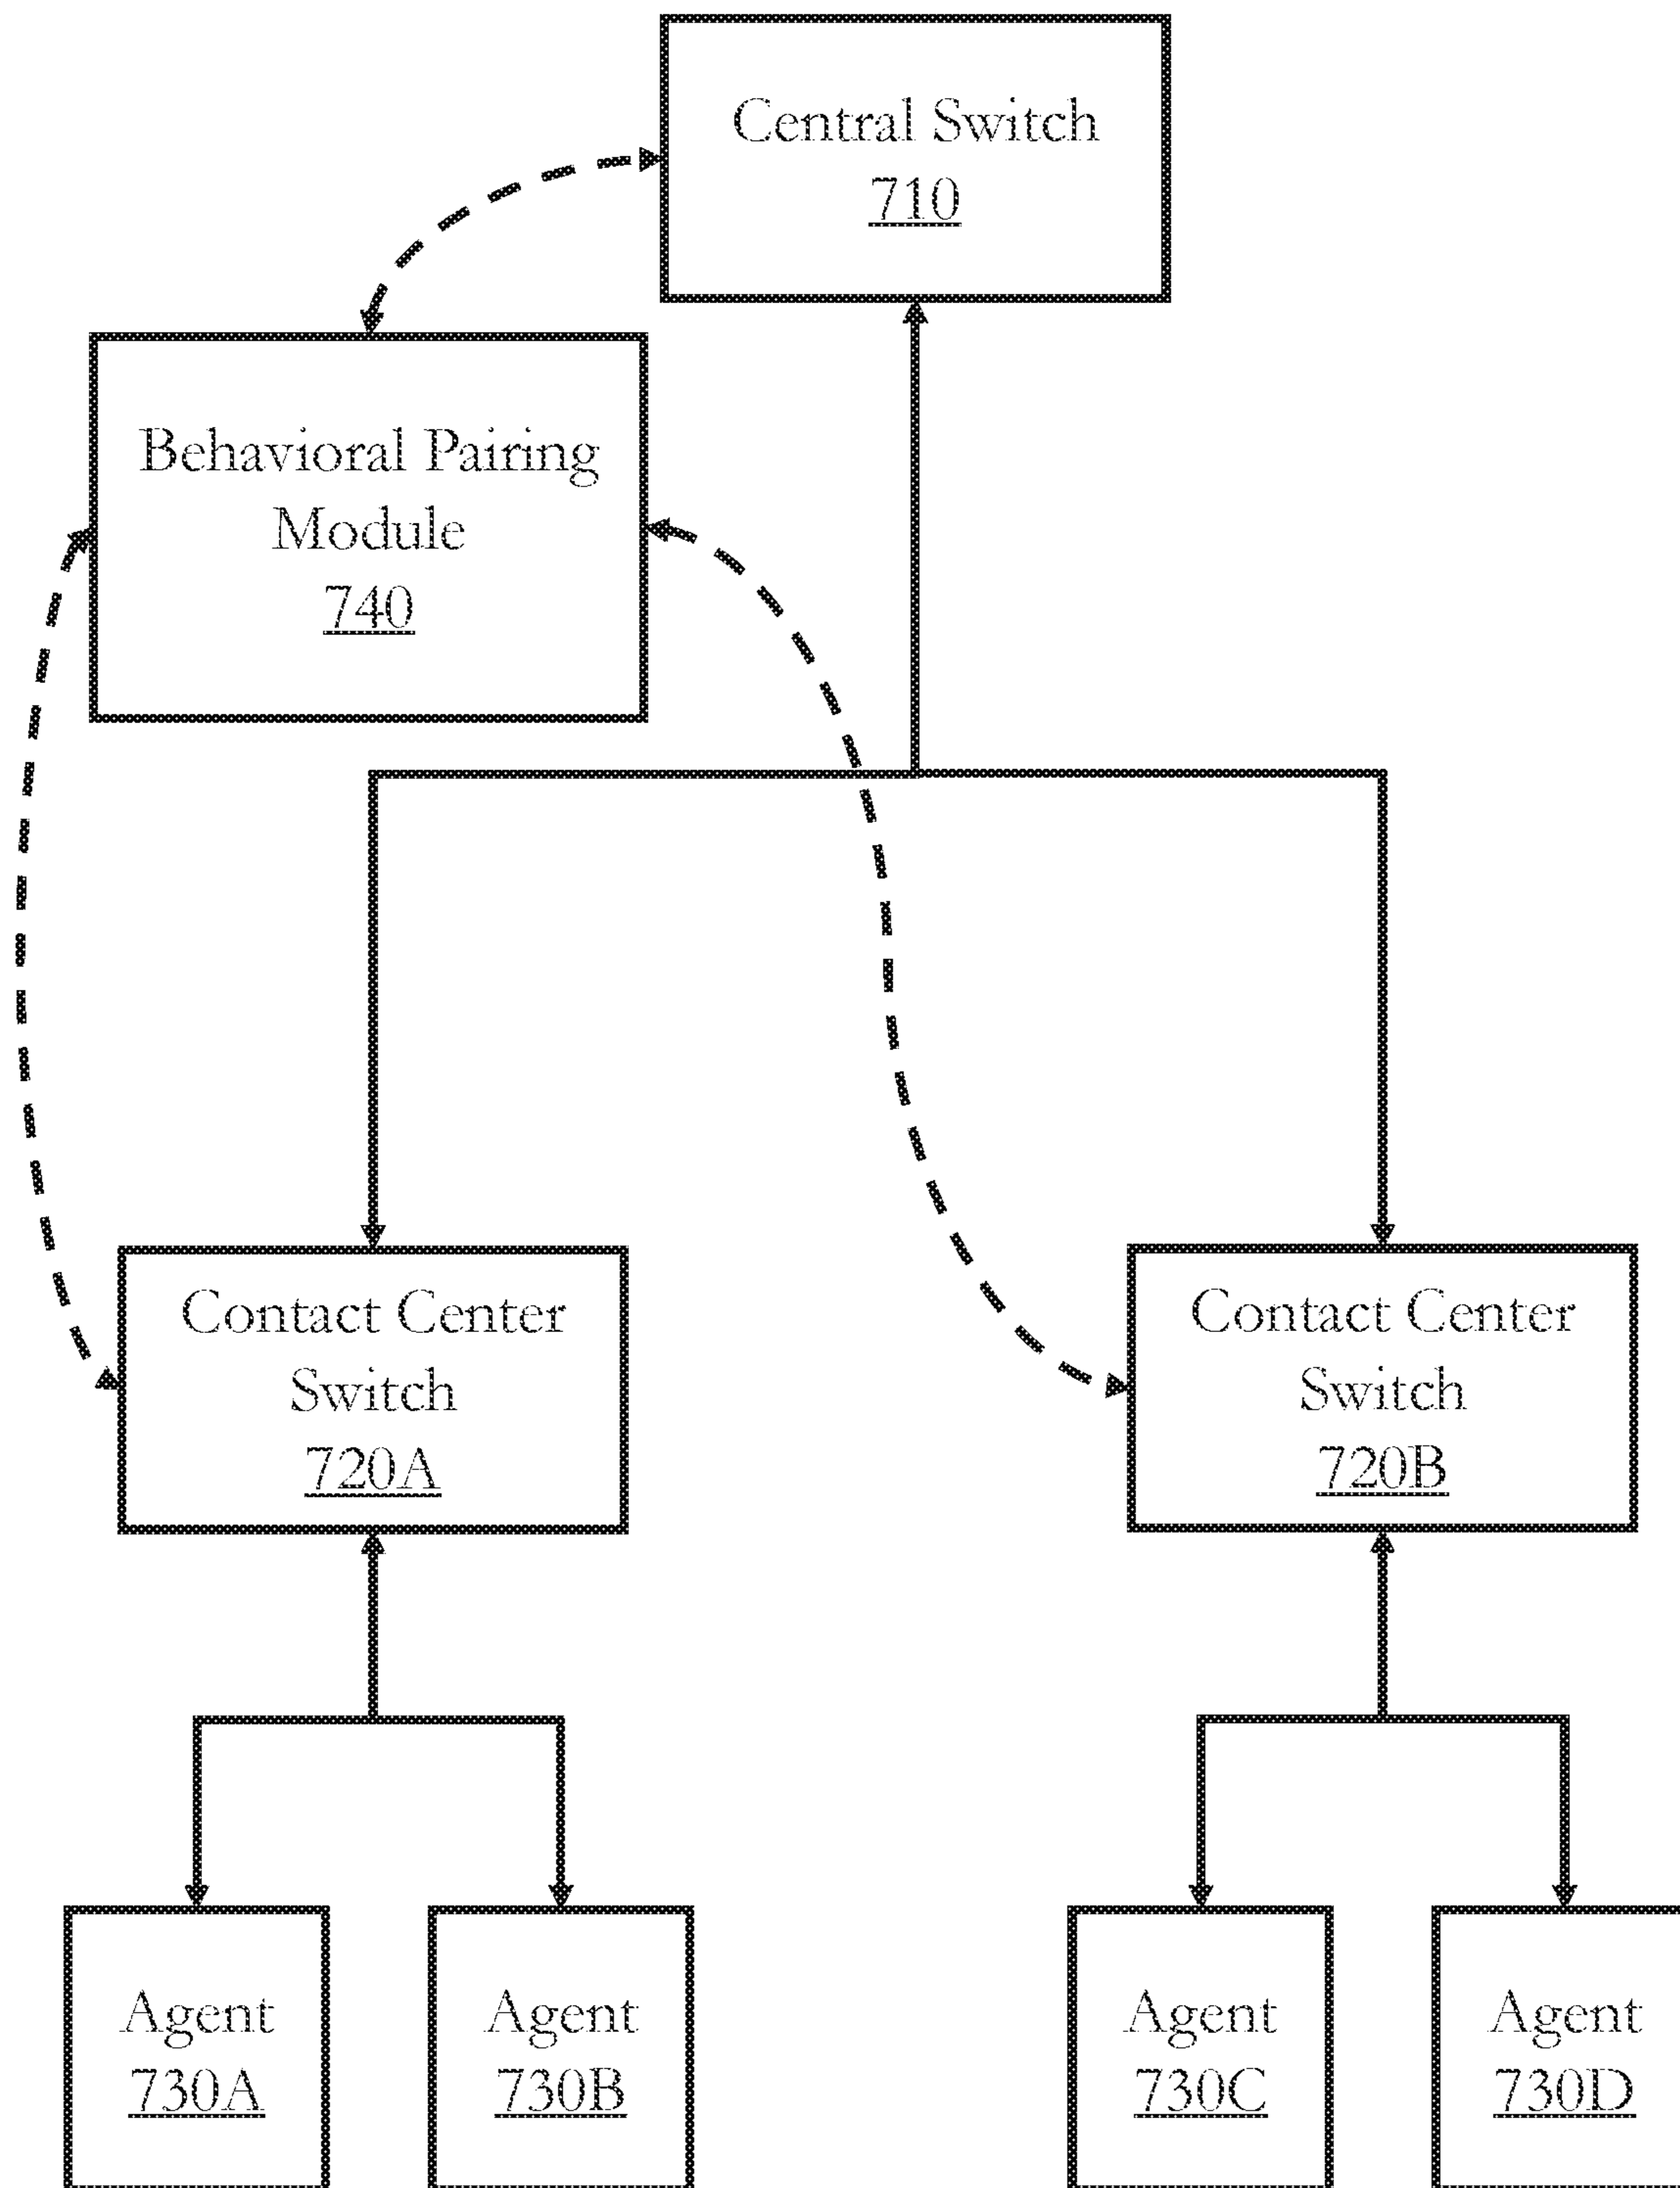 Central Switch
710
Behavioral Pairing
Module
740
Contact Center
Switch
720A
Contact Center
Switch
720B
Agent
730A
Agent
730B
Agent
730C
Agent
730D